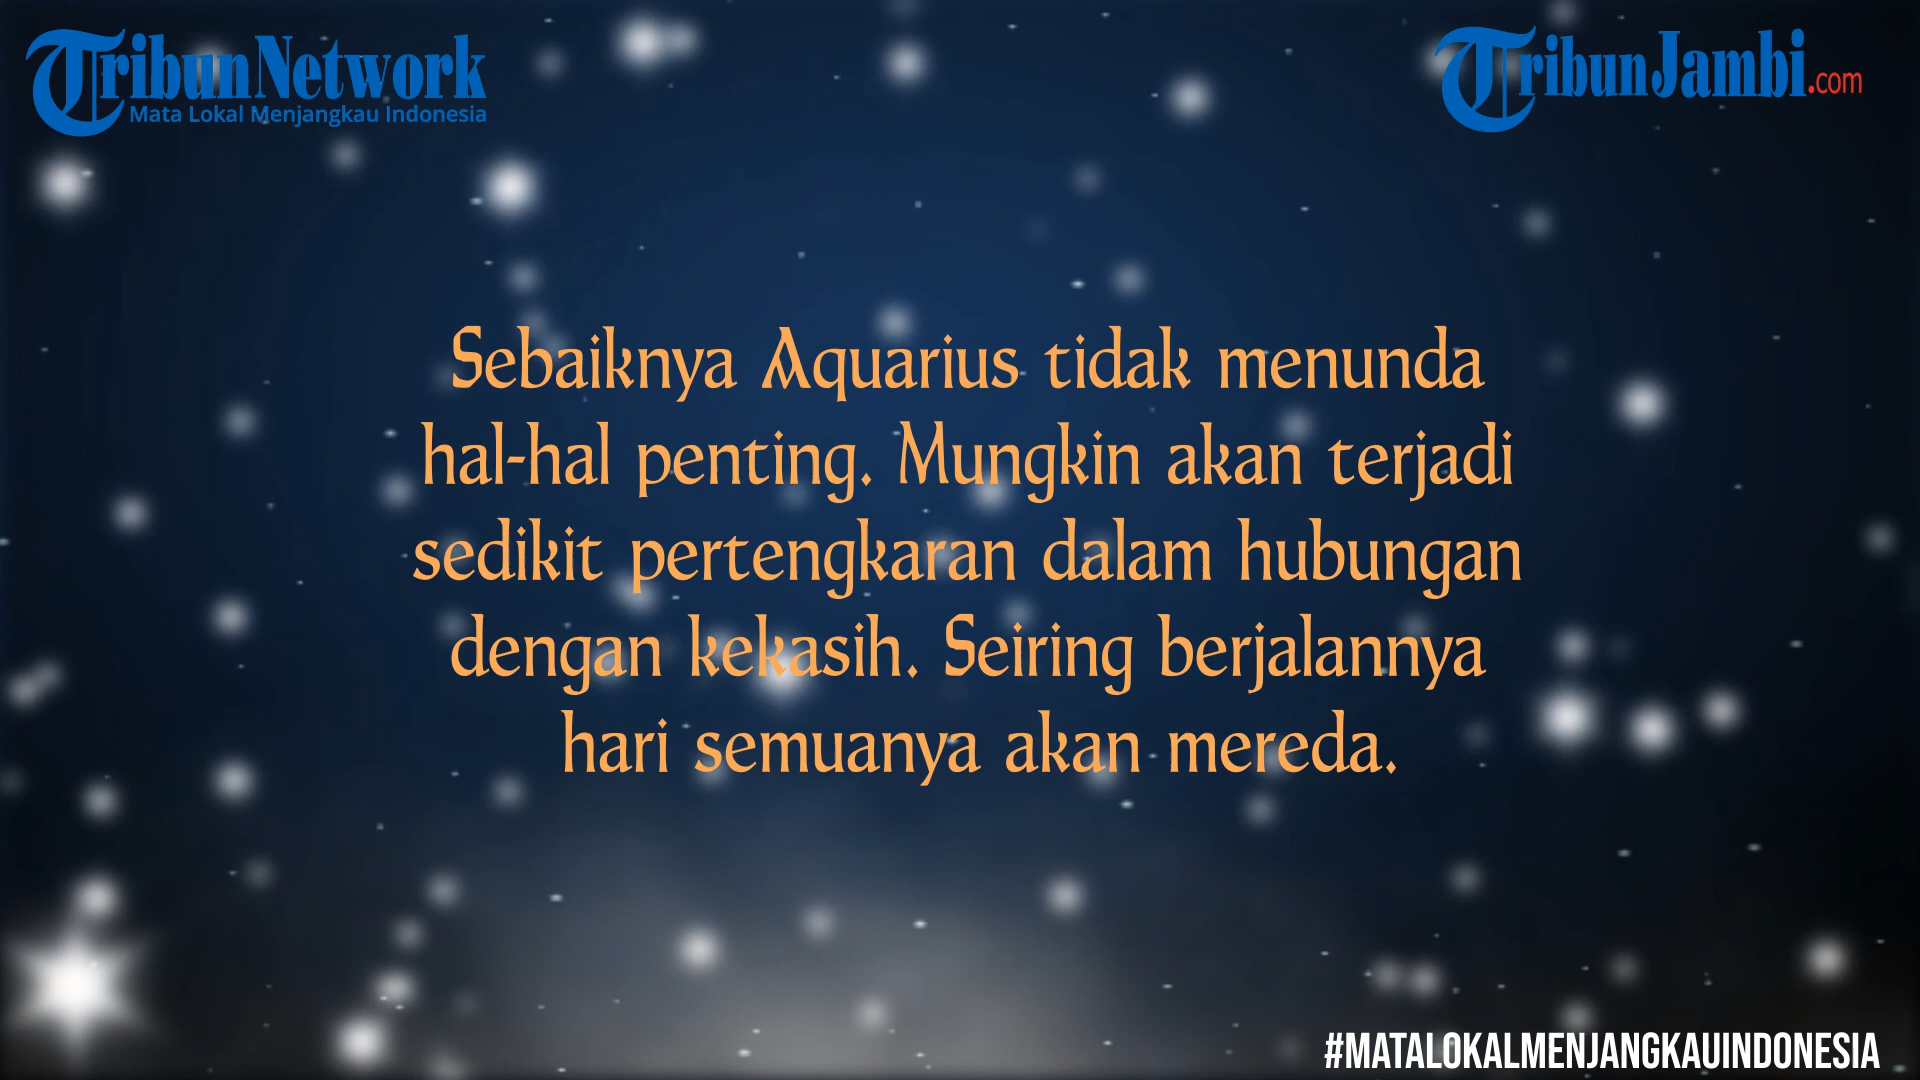 TribunNetwork
Mata Lokal Menjangkau Indonesia
TribunJambi.com
Sebaiknya Aquarius tidak menunda
hal-hal penting. Mungkin akan terjadi
sedikit pertengkaran dalam hubungan
dengan kekasih. Seiring berjalannya
hari semuanya akan mereda.
#MATALOKALMENJANGKAUINDONESIA